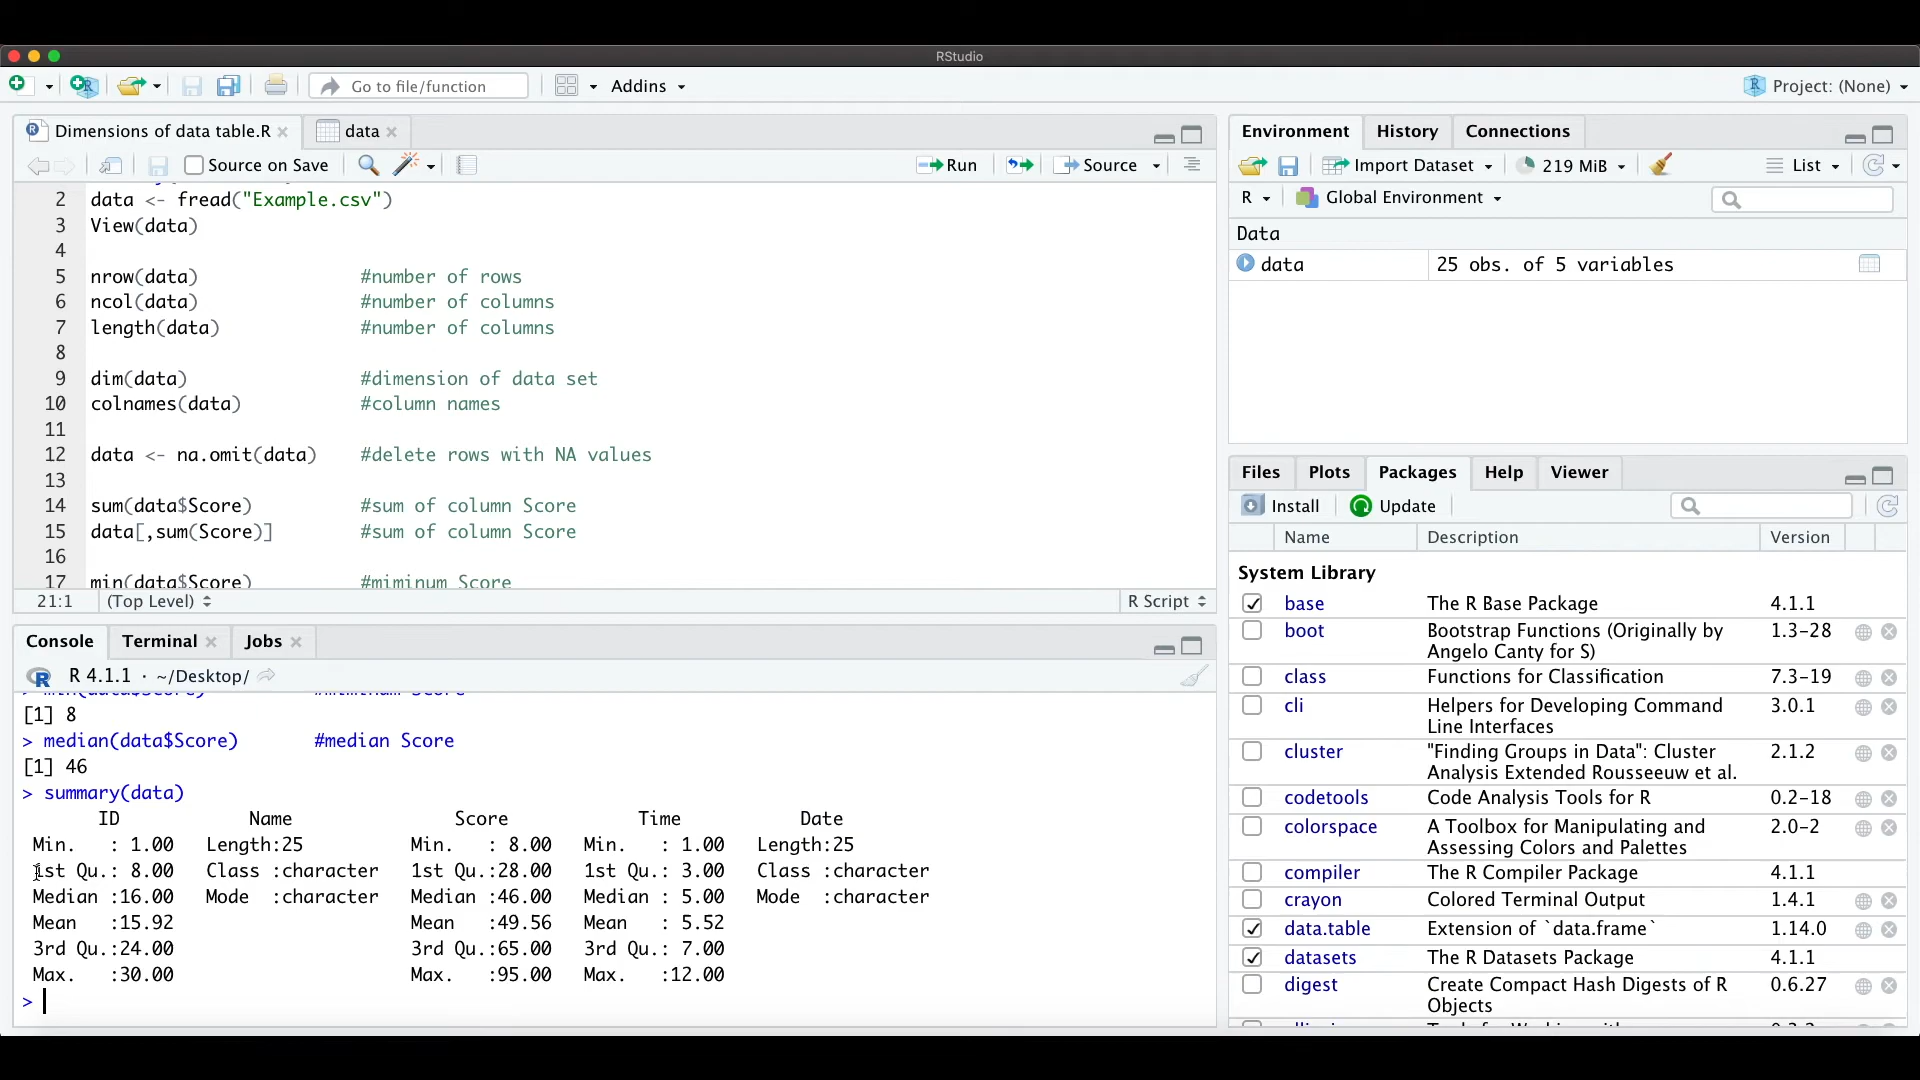 RStudio
Go to file/function
Addins
Project: (None)
Dimensions of data table.R
data
Source on Save
Run
Source
2 data <- fread("Example.csv")
3 View(data)
4
5 nrow(data) #number of rows
6 ncol(data) #number of columns
7 length(data) #number of columns
8
9 dim(data) #dimension of data set
10 colnames(data) #column names
11
12 data <- na.omit(data) #delete rows with NA values
13
14 sum(data$Score) #sum of column Score
15 data[,sum(Score)] #sum of column Score
16
17 min(data$Score) #miminum Score
21:1 (Top Level) R Script
Console Terminal Jobs
R 4.1.1 · ~/Desktop/
> min(data$Score) #miminum Score
[1] 8
> median(data$Score) #median Score
[1] 46
> summary(data)
ID Name Score Time Date
Min. : 1.00 Length:25 Min. : 8.00 Min. : 1.00 Length:25
1st Qu.: 8.00 Class :character 1st Qu.:28.00 1st Qu.: 3.00 Class :character
Median :16.00 Mode :character Median :46.00 Median : 5.00 Mode :character
Mean :15.92 Mean :49.56 Mean : 5.52
3rd Qu.:24.00 3rd Qu.:65.00 3rd Qu.: 7.00
Max. :30.00 Max. :95.00 Max. :12.00
>
Environment History Connections
Import Dataset 219 MiB List
R Global Environment
Data
data 25 obs. of 5 variables
Files Plots Packages Help Viewer
Install Update
Name Description Version
System Library
base The R Base Package 4.1.1
boot Bootstrap Functions (Originally by 1.3-28
Angelo Canty for S)
class Functions for Classification 7.3-19
cli Helpers for Developing Command 3.0.1
Line Interfaces
cluster "Finding Groups in Data": Cluster 2.1.2
Analysis Extended Rousseeuw et al.
codetools Code Analysis Tools for R 0.2-18
colorspace A Toolbox for Manipulating and 2.0-2
Assessing Colors and Palettes
compiler The R Compiler Package 4.1.1
crayon Colored Terminal Output 1.4.1
data.table Extension of `data.frame` 1.14.0
datasets The R Datasets Package 4.1.1
digest Create Compact Hash Digests of R 0.6.27
Objects